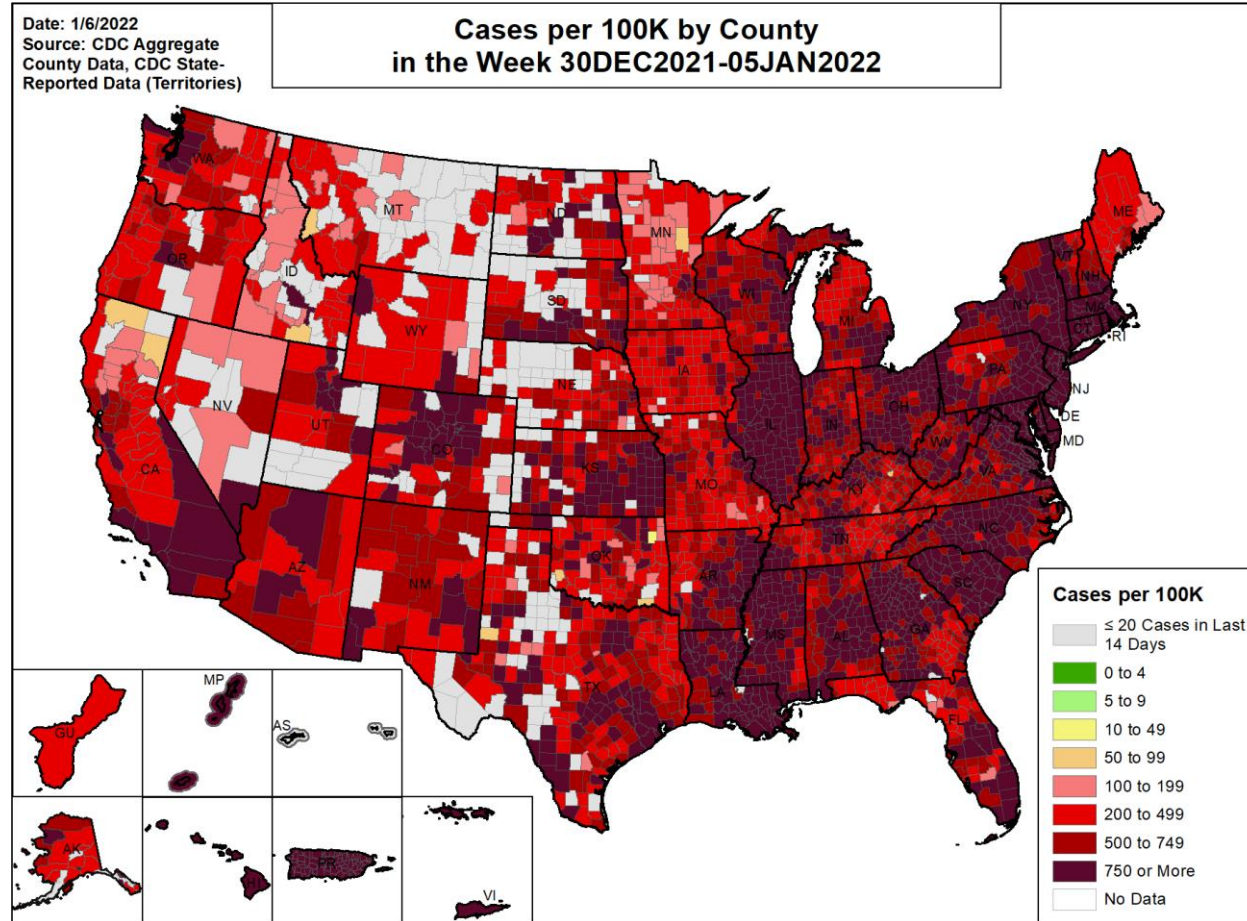 Date: 1/6/2022
Source: CDC Aggregate
County Data, CDC State-
Reported Data (Territories)
Cases per 100K by County
in the Week 30DEC2021-05JAN2022
WA
MT
ND
MN
ME
OR
ID
SD
WI
MI
VT
NH
NY
MA
CT
RI
WY
NE
IA
PA
NJ
NV
UT
CO
IL
IN
OH
DE
MD
CA
KS
MO
WV
VA
KY
AZ
NM
OK
AR
TN
NC
SC
MS
AL
GA
TX
LA
FL
GU
MP
AS
AK
HI
PR
VI
Cases per 100K
≤ 20 Cases in Last
14 Days
0 to 4
5 to 9
10 to 49
50 to 99
100 to 199
200 to 499
500 to 749
750 or More
No Data